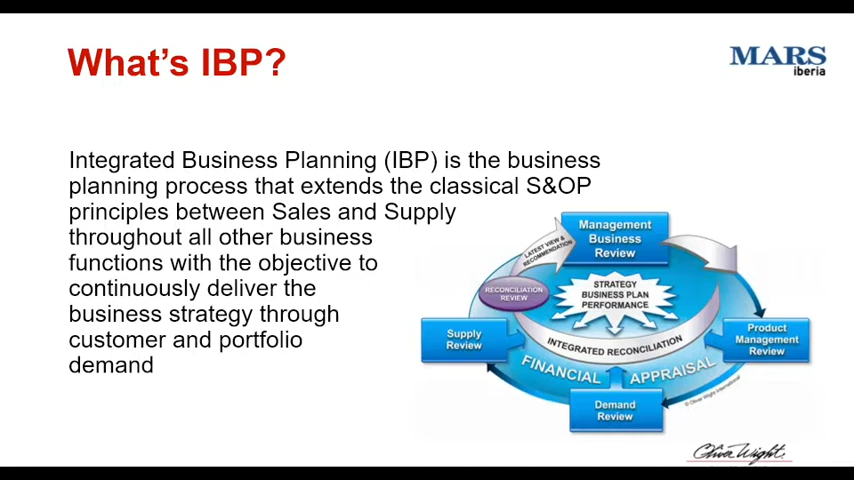 What's IBP?
MARS
iberia
Integrated Business Planning (IBP) is the business
planning process that extends the classical S&OP
principles between Sales and Supply
throughout all other business
functions with the objective to
continuously deliver the
business strategy through
customer and portfolio
demand
Management
Business
Review
LATEST VIEW &
RECOMMENDATION
RECONCILIATION
REVIEW
STRATEGY
BUSINESS PLAN
PERFORMANCE
Supply
Review
Product
Management
Review
INTEGRATED RECONCILIATION
FINANCIAL APPRAISAL
Demand
Review
© Oliver Wight International
Oliver Wight